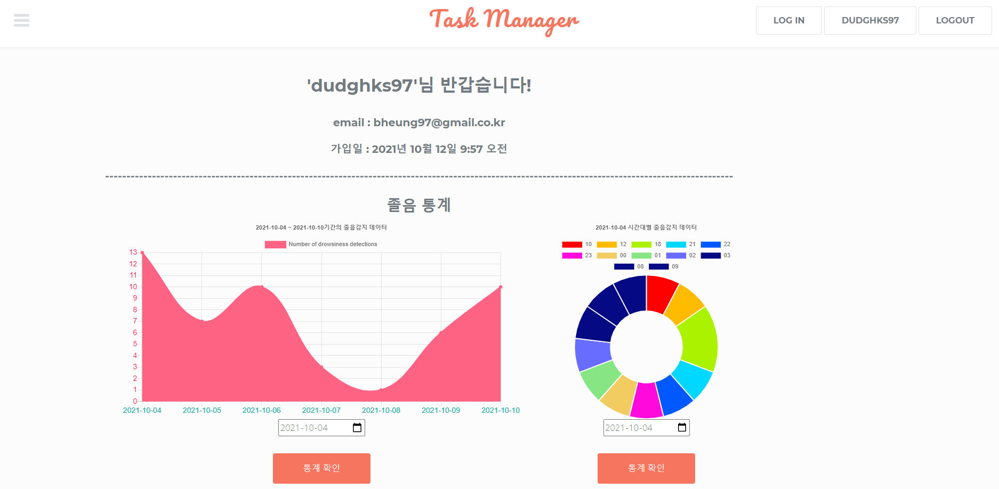 Task Manager
LOG IN
DUDGHKS97
LOGOUT
'dudghks97'님 반갑습니다!
email : bheung97@gmail.co.kr
가입일 : 2021년 10월 12일 9:57 오전
졸음 통계
2021-10-04 ~ 2021-10-10기간의 졸음감지 데이터
Number of drowsiness detections
13
12
11
10
9
8
7
6
5
4
3
2
1
0
2021-10-04 2021-10-05 2021-10-06 2021-10-07 2021-10-08 2021-10-09 2021-10-10
2021-10-04
통계 확인
2021-10-04 시간대별 졸음감지 데이터
10 12 18 21 22
23 00 01 02 03
08 09
2021-10-04
통계 확인